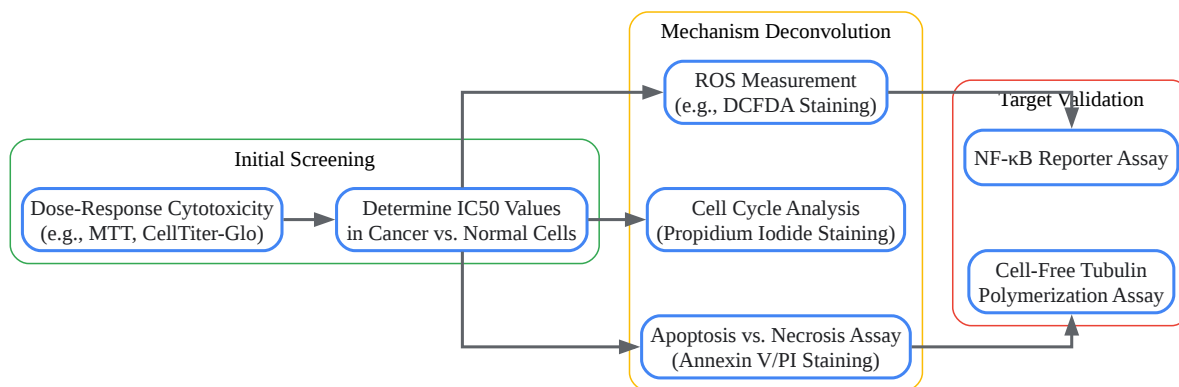 Mechanism Deconvolution
ROS Measurement
(e.g., DCFDA Staining)
Target Validation
NF-κB Reporter Assay
Initial Screening
Dose-Response Cytotoxicity
(e.g., MTT, CellTiter-Glo)
Determine IC50 Values
in Cancer vs. Normal Cells
Cell Cycle Analysis
(Propidium Iodide Staining)
Cell-Free Tubulin
Polymerization Assay
Apoptosis vs. Necrosis Assay
(Annexin V/PI Staining)